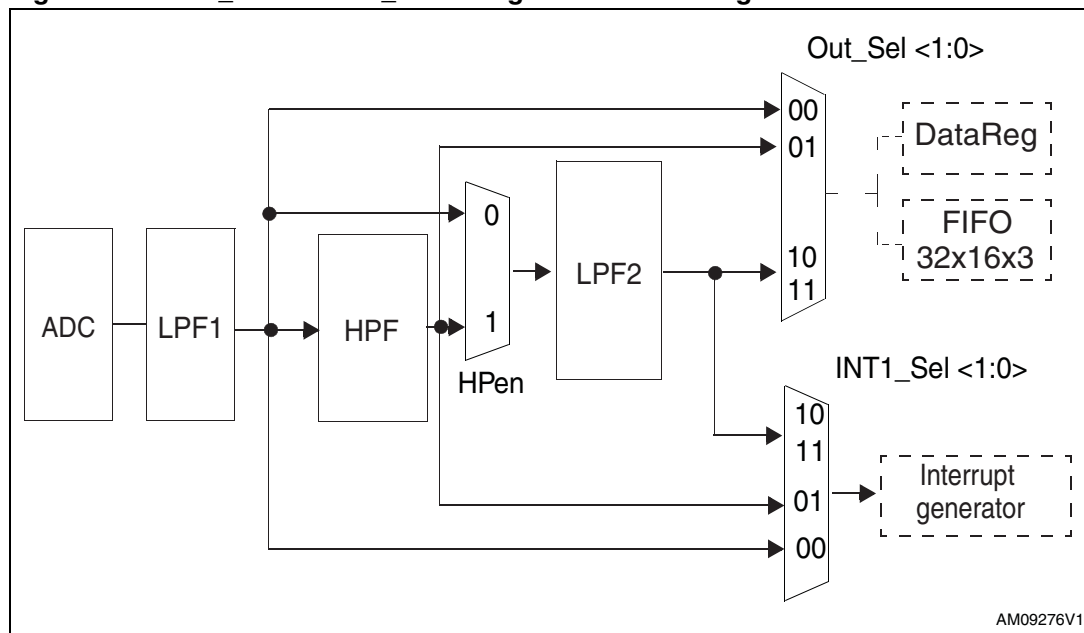 Out_Sel <1:0>
00
01
10
11
DataReg
FIFO
32x16x3
0
1
HPen
ADC
LPF1
HPF
LPF2
INT1_Sel <1:0>
10
11
01
00
Interrupt
generator
AM09276V1